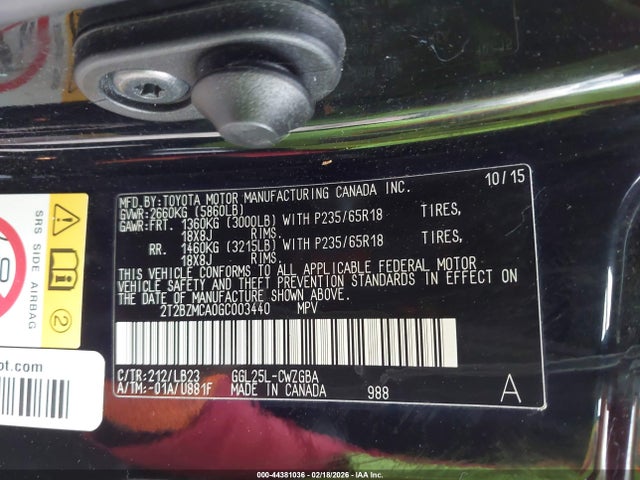 MFD.BY:TOYOTA MOTOR MANUFACTURING CANADA INC. 10/15
GVWR:2660KG (5860LB)
GAWR:FRT. 1360KG (3000LB) WITH P235/65R18 TIRES,
18X8J RIMS.
RR. 1460KG (3215LB) WITH P235/65R18 TIRES,
18X8J RIMS.
THIS VEHICLE CONFORMS TO ALL APPLICABLE FEDERAL MOTOR
VEHICLE SAFETY AND THEFT PREVENTION STANDARDS IN EFFECT ON
THE DATE OF MANUFACTURE SHOWN ABOVE.
2T2BZMCA0GC003440 MPV
C/TR:212/LB23 GGL25L-CWZGBA
A/TM:-01A/U881F MADE IN CANADA 988 A
SRS SIDE AIRBAG
2
ot.com
000-44381036 - 02/18/2026 - IAA Inc.